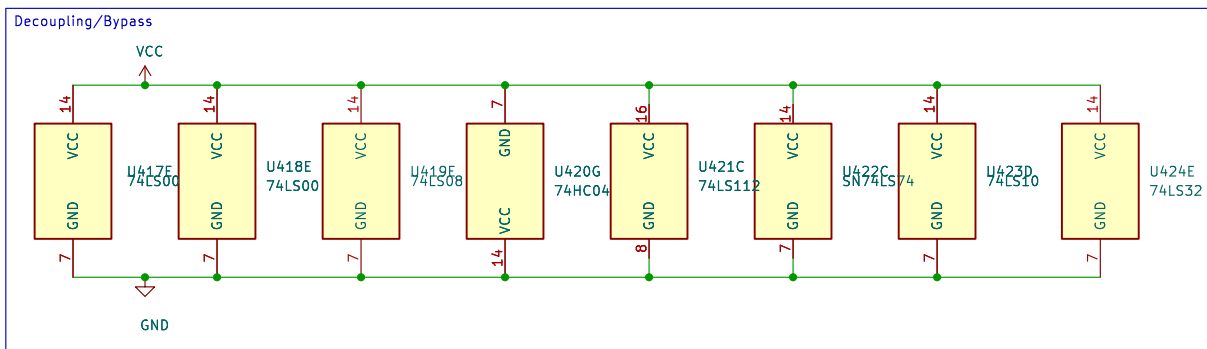 Decoupling/Bypass
VCC
14
14
14
7
16
14
14
14
VCC
VCC
VCC
GND
VCC
VCC
VCC
VCC
U417E
74LS00
U418E
74LS00
U419E
74LS08
U420G
74HC04
U421C
74LS112
U422C
SN74LS74
U423D
74LS10
U424E
74LS32
GND
GND
GND
VCC
GND
GND
GND
GND
7
7
7
14
8
7
7
7
GND